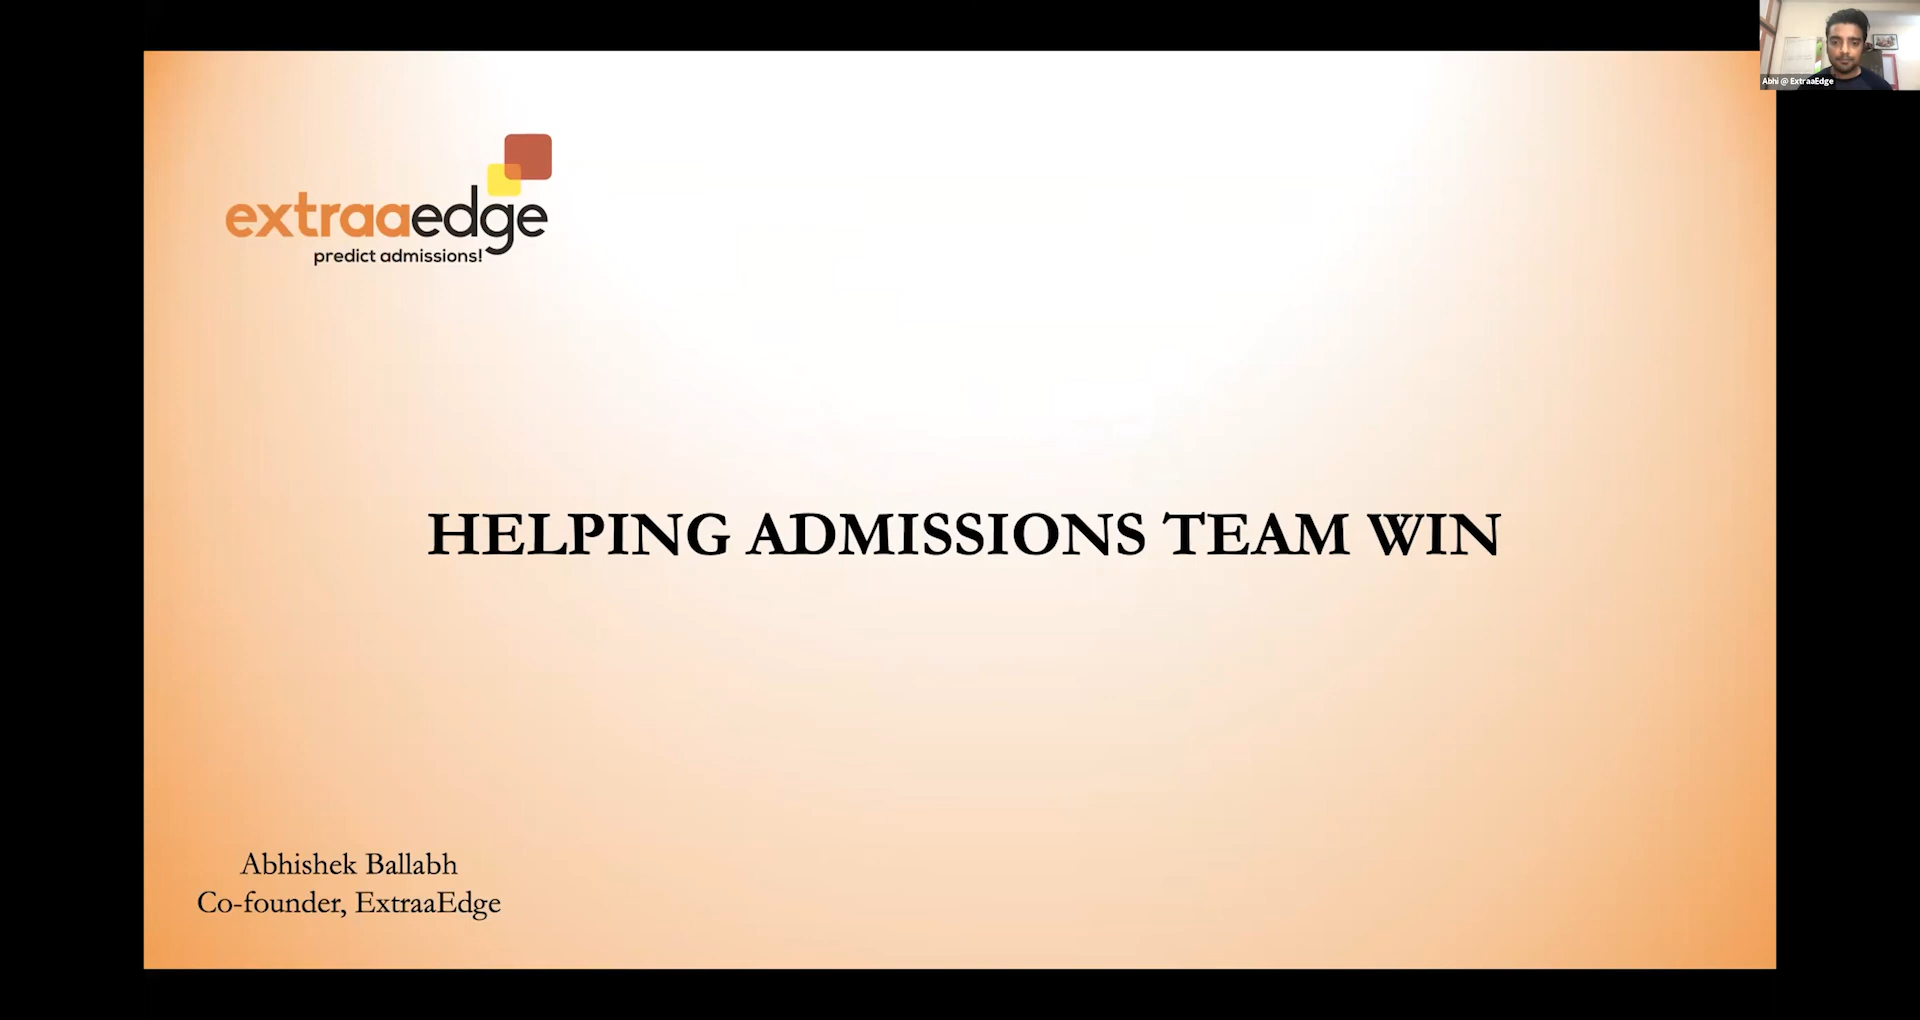 Abhi @ ExtraaEdge
extraaedge
predict admissions!
HELPING ADMISSIONS TEAM WIN
Abhishek Ballabh
Co-founder, ExtraaEdge